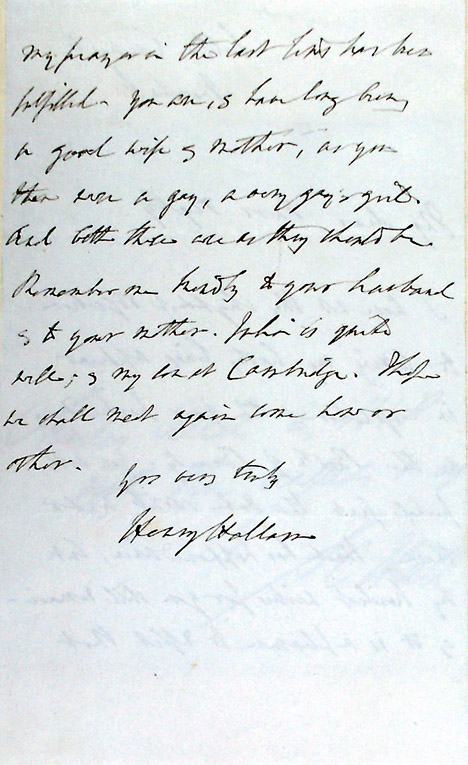 my prayer in the last lines has been
fulfilled - you are, & have long been,
a good wife & mother, as you
then were a gay, a very gay girl.
And both these are as they should be.
Remember me kindly to your husband
& to your mother. Julia is quite
well; & my son at Cambridge. I hope
we shall meet again some how or
other.
Yrs very truly
Henry Hallam